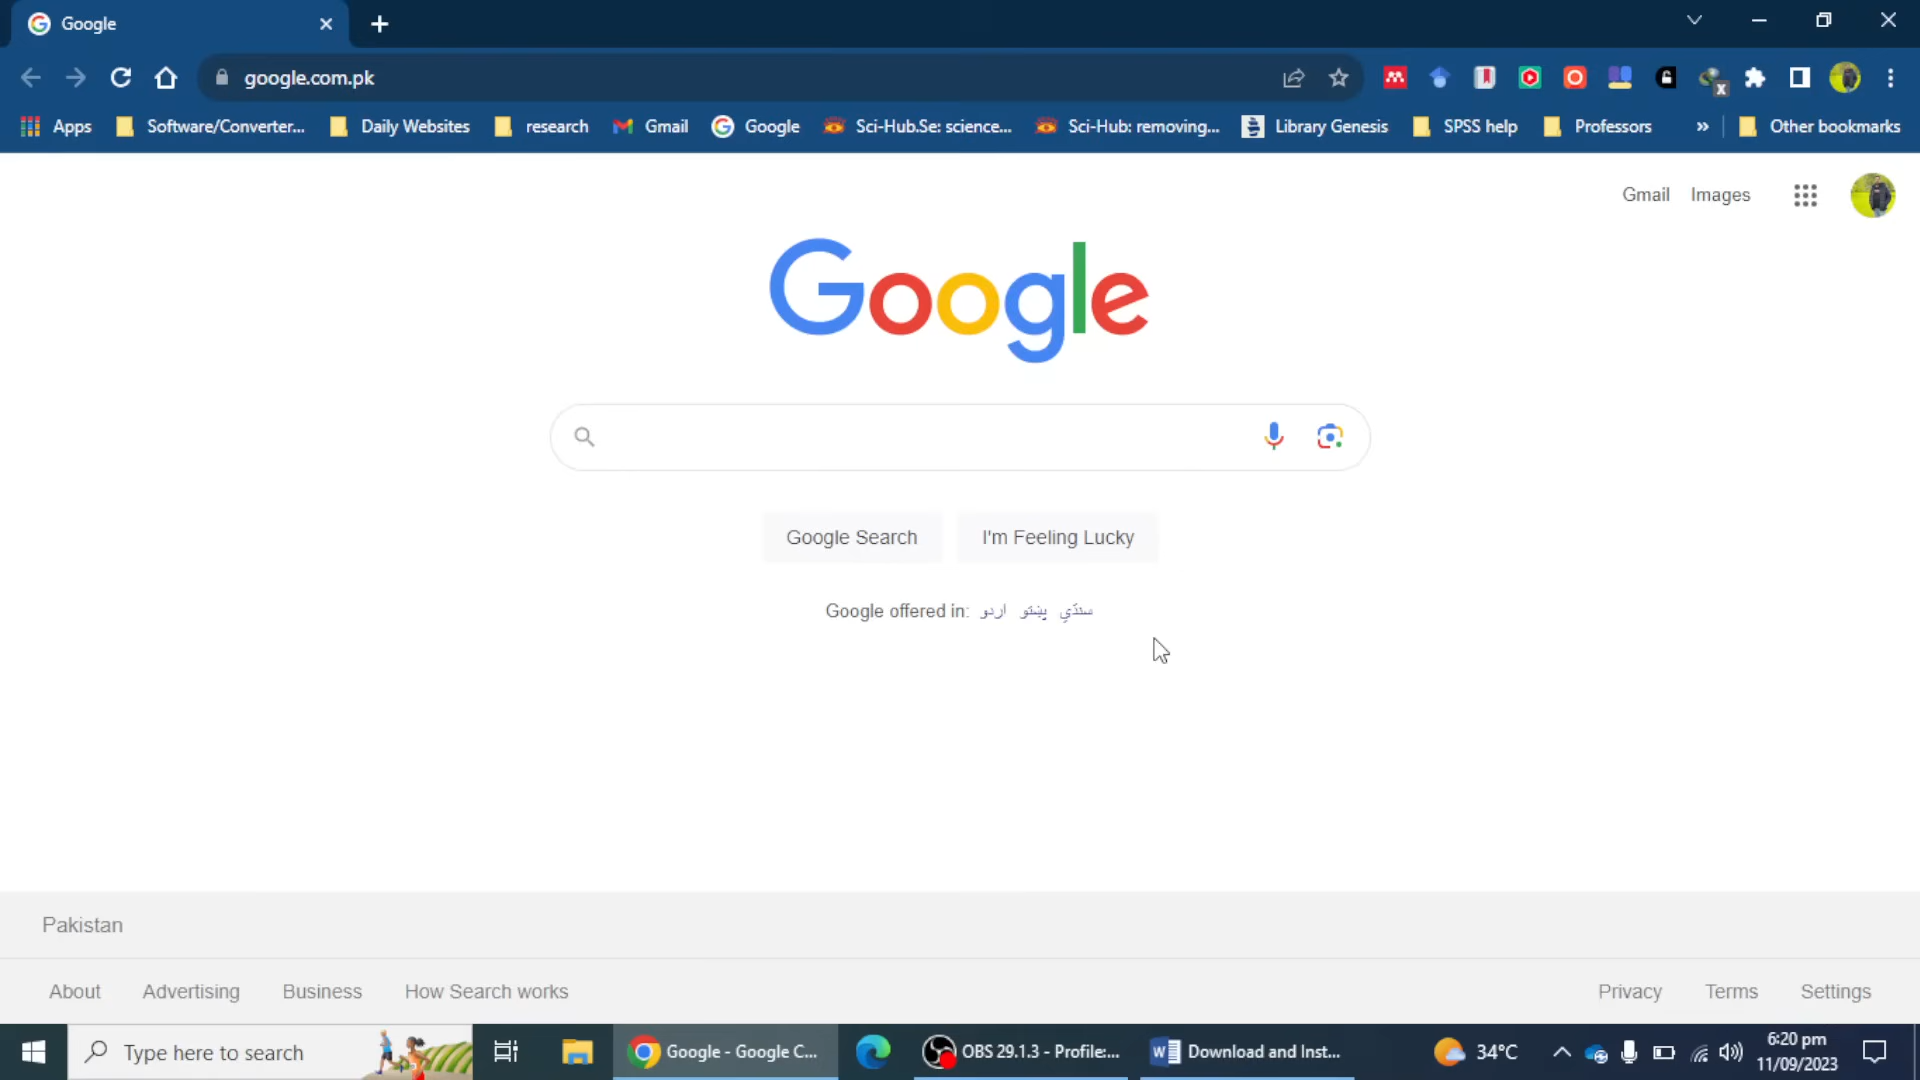 Google
google.com.pk
Apps Software/Converter... Daily Websites research Gmail Google Sci-Hub.Se: science... Sci-Hub: removing... Library Genesis SPSS help Professors » Other bookmarks
Gmail Images
Google
Google Search I'm Feeling Lucky
Google offered in: اردو پښتو سنڌي
Pakistan
About Advertising Business How Search works Privacy Terms Settings
Type here to search Google - Google C... OBS 29.1.3 - Profile:... Download and Inst... 34°C 6:20 pm
11/09/2023